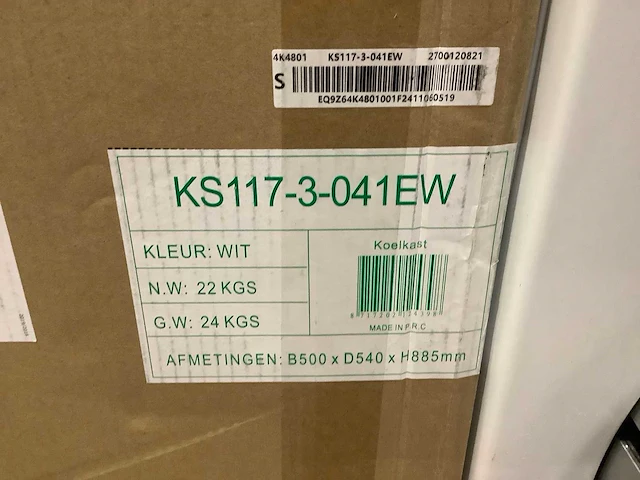 4K4801 KS117-3-041EW 2700120821
S
EQ9Z64K4801001F2411060519
KS117-3-041EW
KLEUR: WIT
N.W: 22 KGS
G.W: 24 KGS
Koelkast
MADE IN P.R.C
AFMETINGEN: B500 x D540 x H885mm